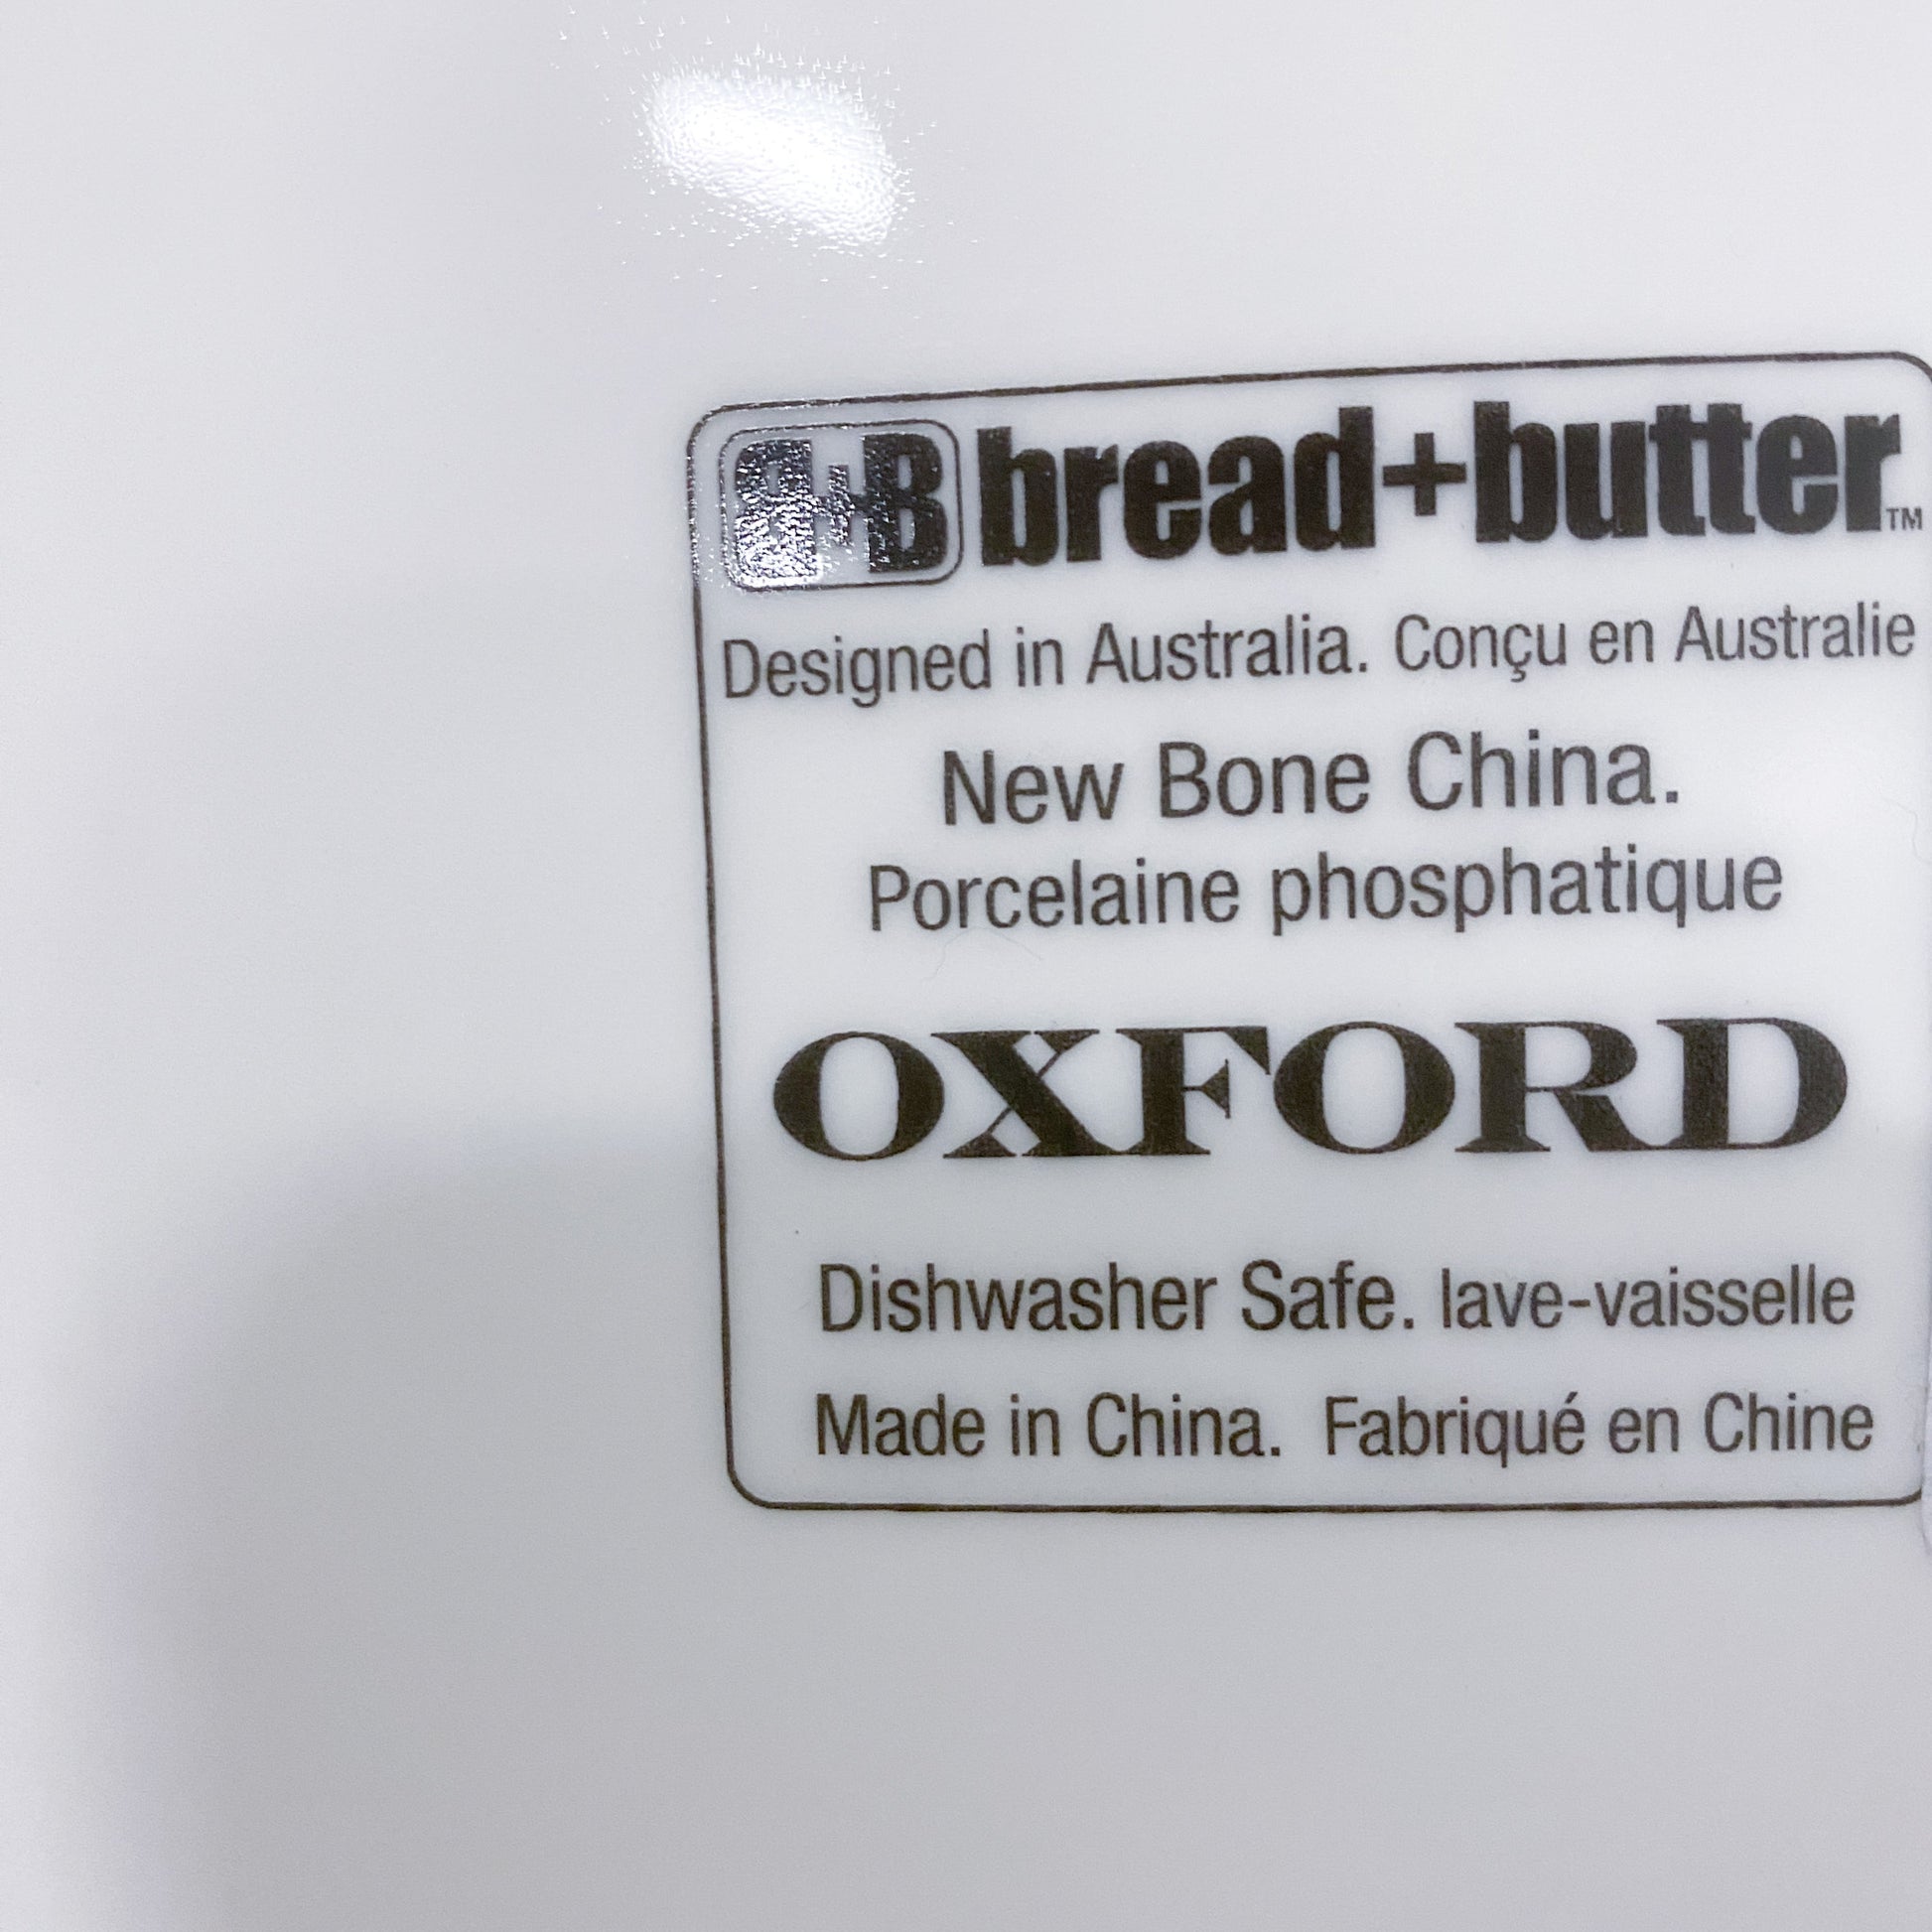 B+B bread+butter™
Designed in Australia. Conçu en Australie
New Bone China.
Porcelaine phosphatique
OXFORD
Dishwasher Safe. lave-vaisselle
Made in China. Fabriqué en Chine